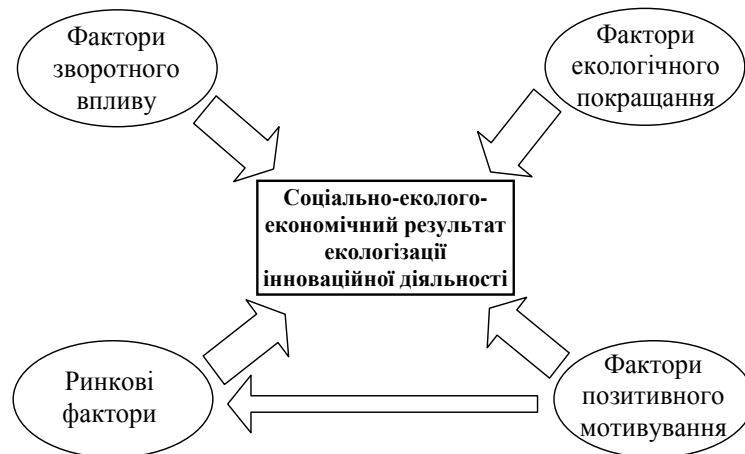 Фактори
зворотного
впливу
Фактори
екологічного
покращання
Соціально-еколого-
економічний результат
екологізації
інноваційної діяльності
Ринкові
фактори
Фактори
позитивного
мотивування